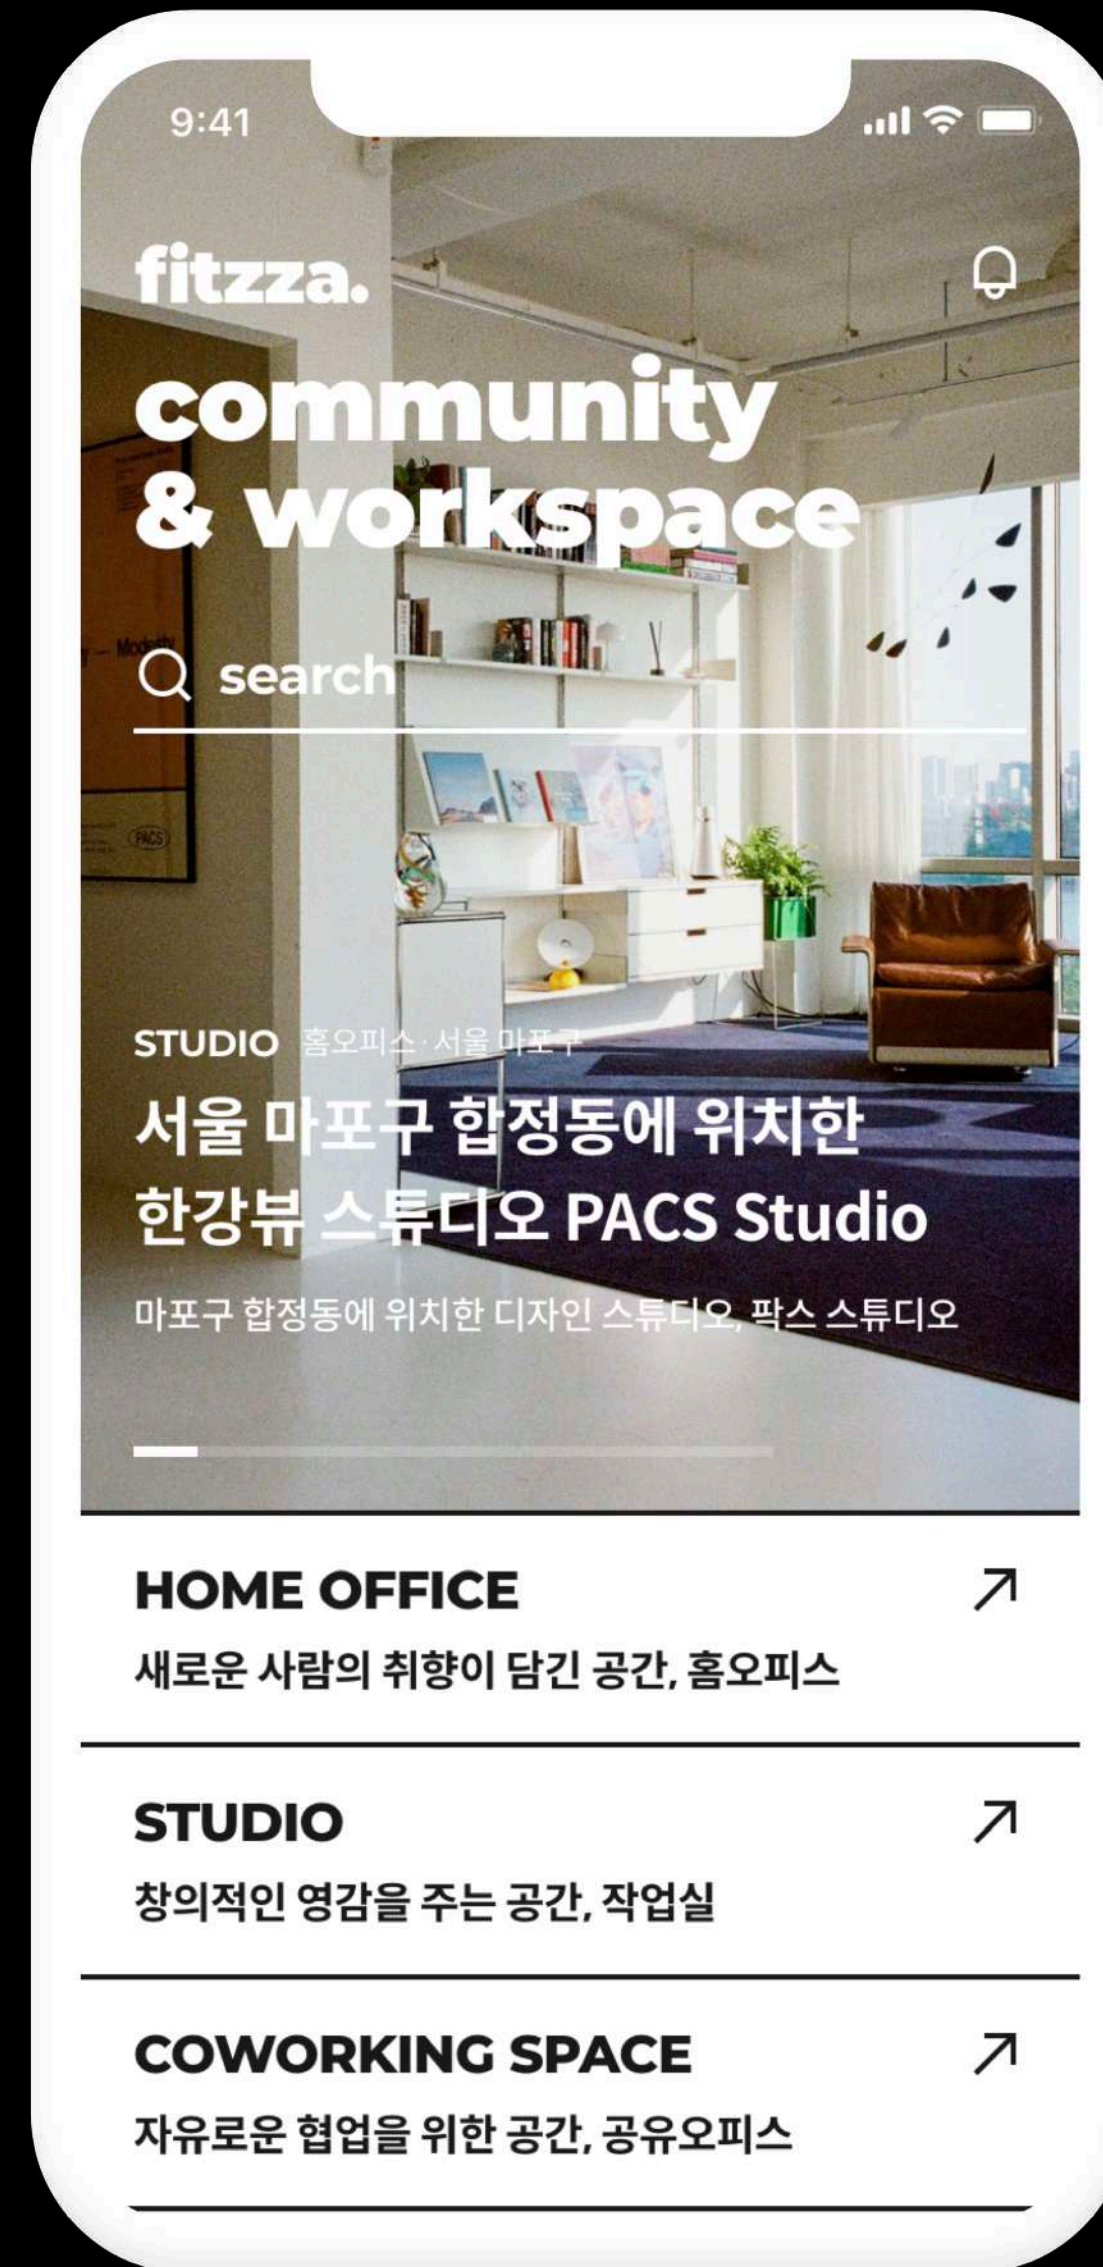 9:41
fitzza.
community
& workspace
Modesty
search
PACS
STUDIO 홈오피스·서울 마포구
서울 마포구 합정동에 위치한
한강뷰 스튜디오 PACS Studio
마포구 합정동에 위치한 디자인 스튜디오, 팍스 스튜디오
HOME OFFICE
새로운 사람의 취향이 담긴 공간, 홈오피스
STUDIO
창의적인 영감을 주는 공간, 작업실
COWORKING SPACE
자유로운 협업을 위한 공간, 공유오피스